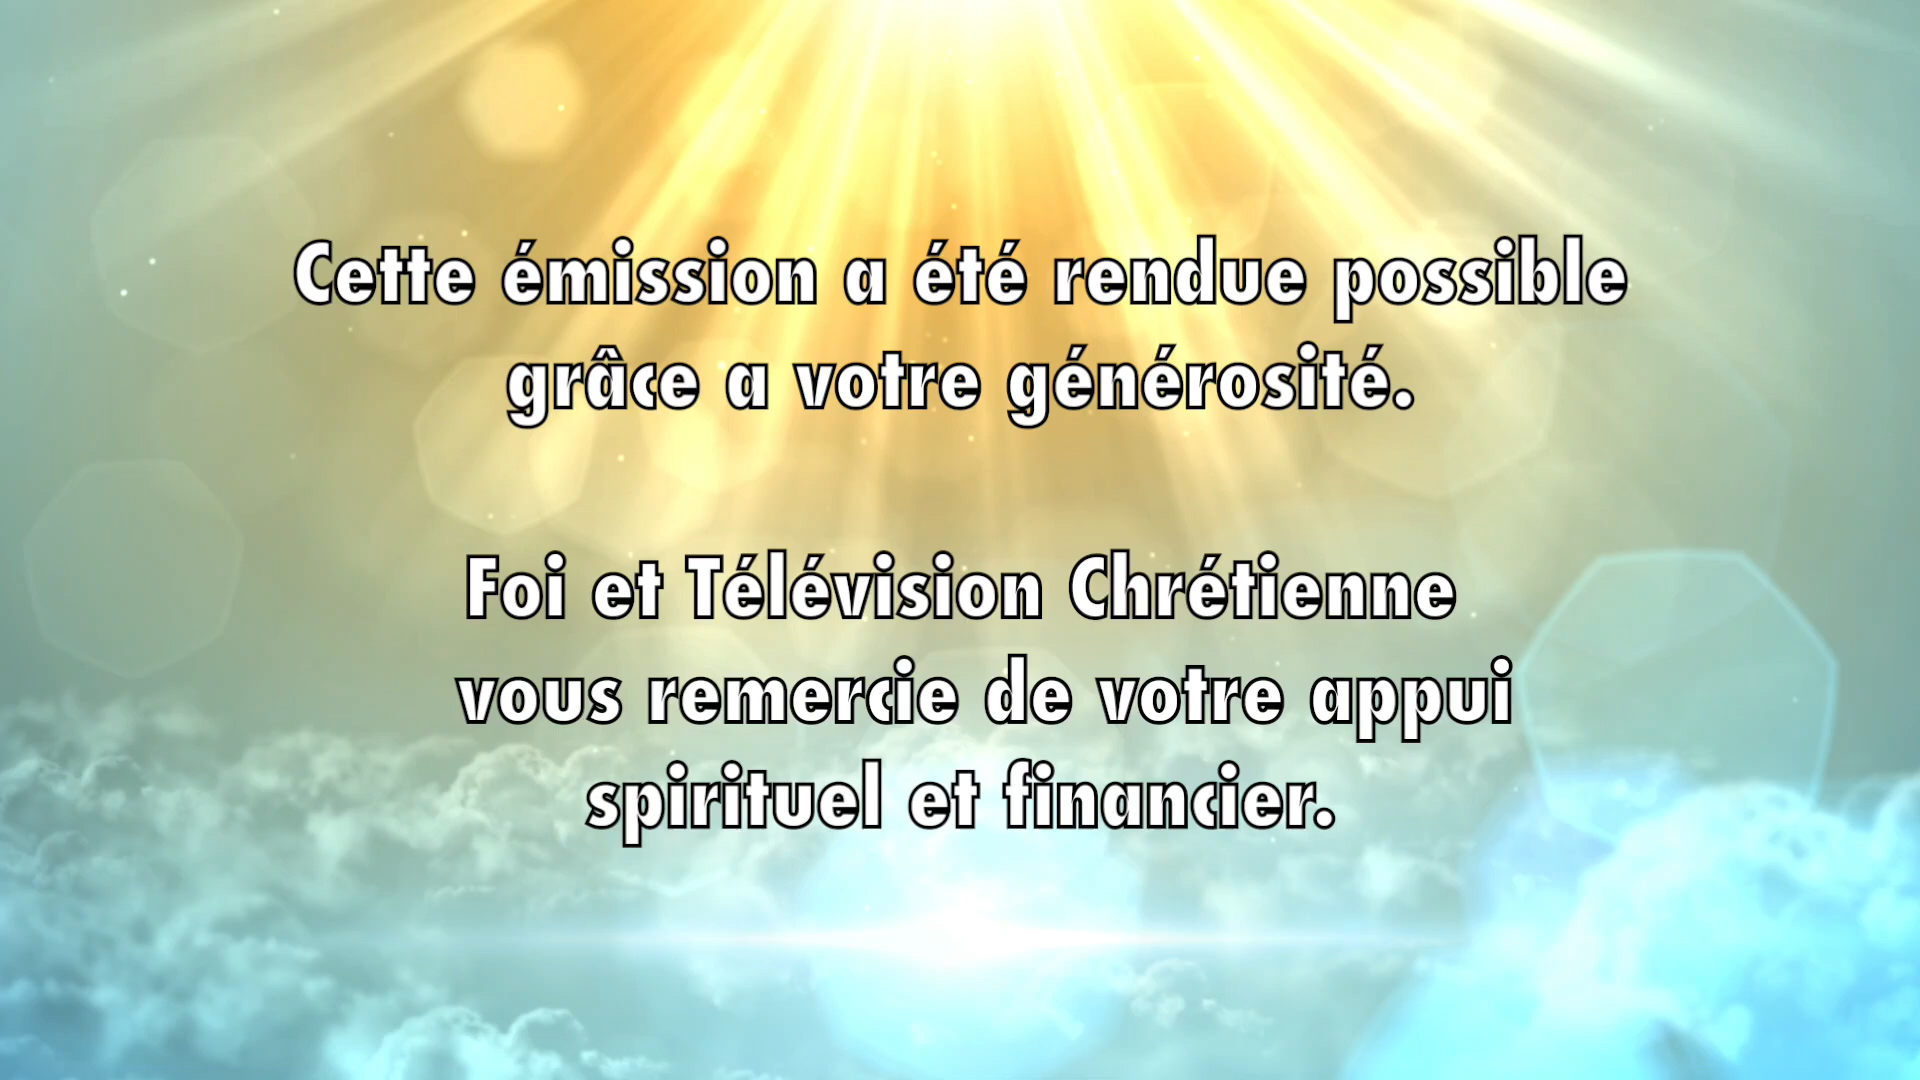 Cette émission a été rendue possible
grâce a votre générosité.
Foi et Télévision Chrétienne
vous remercie de votre appui
spirituel et financier.